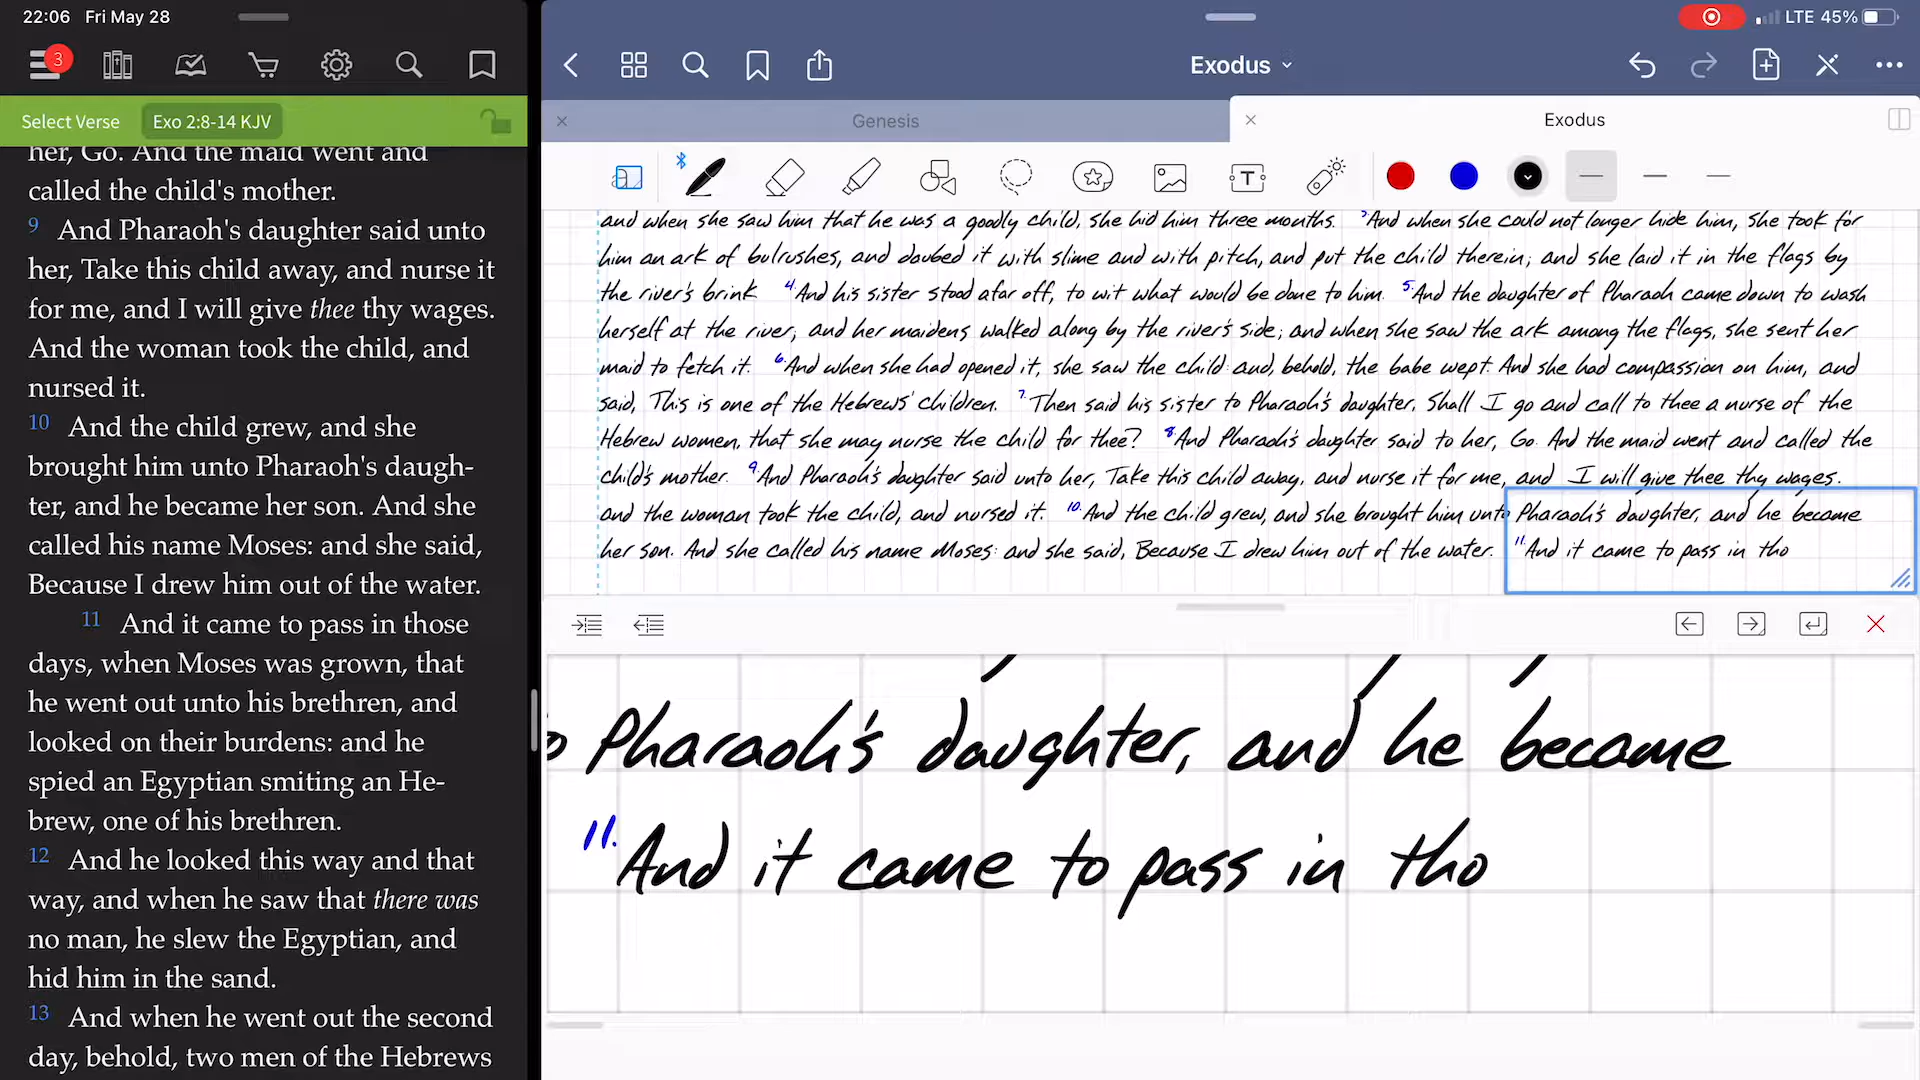 22:06 Fri May 28
3
Select Verse Exo 2:8-14 KJV
her, Go. And the maid went and
called the child's mother.
9 And Pharaoh's daughter said unto
her, Take this child away, and nurse it
for me, and I will give thee thy wages.
And the woman took the child, and
nursed it.
10 And the child grew, and she
brought him unto Pharaoh's daugh-
ter, and he became her son. And she
called his name Moses: and she said,
Because I drew him out of the water.
11 And it came to pass in those
days, when Moses was grown, that
he went out unto his brethren, and
looked on their burdens: and he
spied an Egyptian smiting an He-
brew, one of his brethren.
12 And he looked this way and that
way, and when he saw that there was
no man, he slew the Egyptian, and
hid him in the sand.
13 And when he went out the second
day, behold, two men of the Hebrews
LTE 45%
Exodus
Genesis
Exodus
T
and when she saw him that he was a goodly child, she hid him three months. 3. And when she could not longer hide him, she took for
him an ark of bulrushes, and daubed it with slime and with pitch, and put the child therein; and she laid it in the flags by
the river's brink 4. And his sister stood afar off, to wit what would be done to him. 5. And the daughter of Pharaoh came down to wash
herself at the river; and her maidens walked along by the river's side; and when she saw the ark among the flags, she sent her
maid to fetch it. 6. And when she had opened it, she saw the child: and, behold, the babe wept. And she had compassion on him, and
said, This is one of the Hebrews' children. 7. Then said his sister to Pharaoh's daughter, Shall I go and call to thee a nurse of the
Hebrew women, that she may nurse the child for thee? 8. And Pharaoh's daughter said to her, Go. And the maid went and called the
child's mother. 9. And Pharaoh's daughter said unto her, Take this child away, and nurse it for me, and I will give thee thy wages.
and the woman took the child, and nursed it. 10. And the child grew, and she brought him unto Pharaoh's daughter, and he became
her son. And she called his name Moses: and she said, Because I drew him out of the water. 11. And it came to pass in tho
o Pharaoh's daughter, and he became
11. And it came to pass in tho